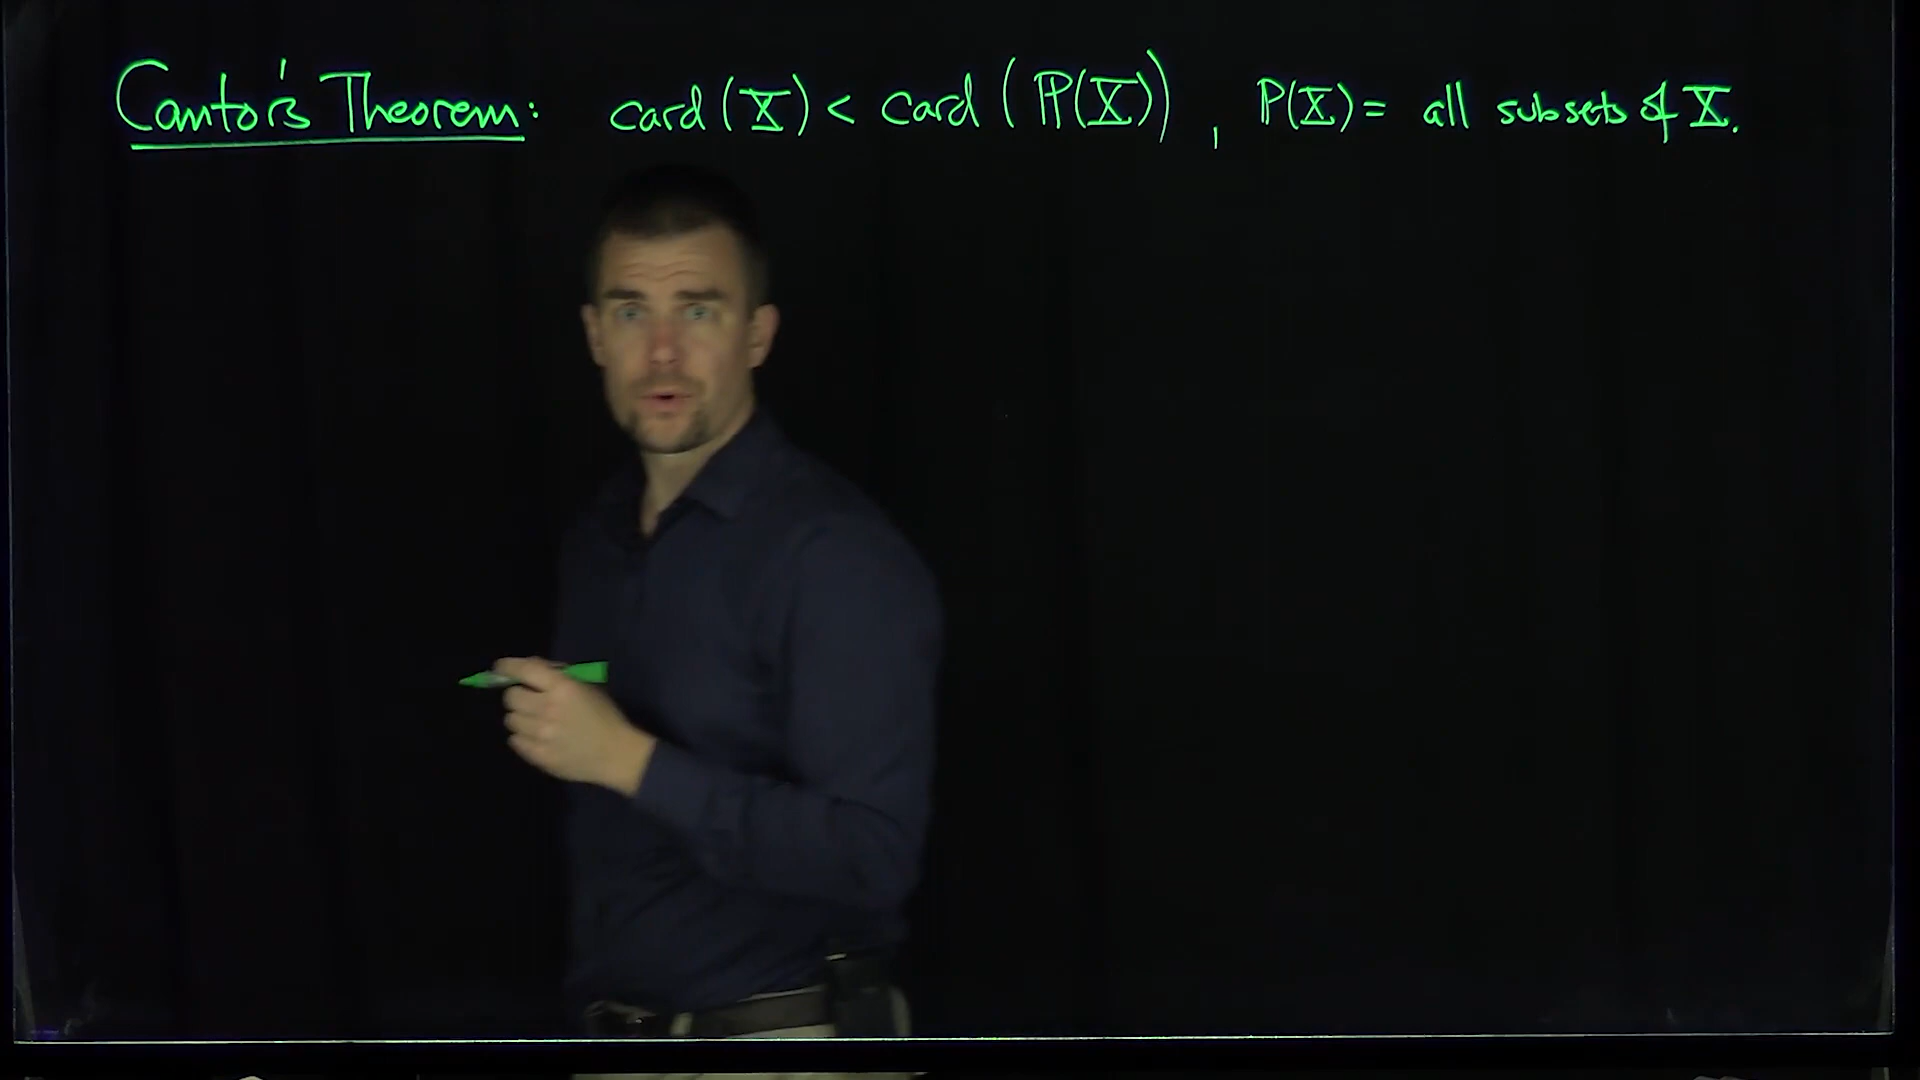 Cantor's Theorem: card (X) < card (ℙ(X)) , ℙ(X) = all subsets of X.